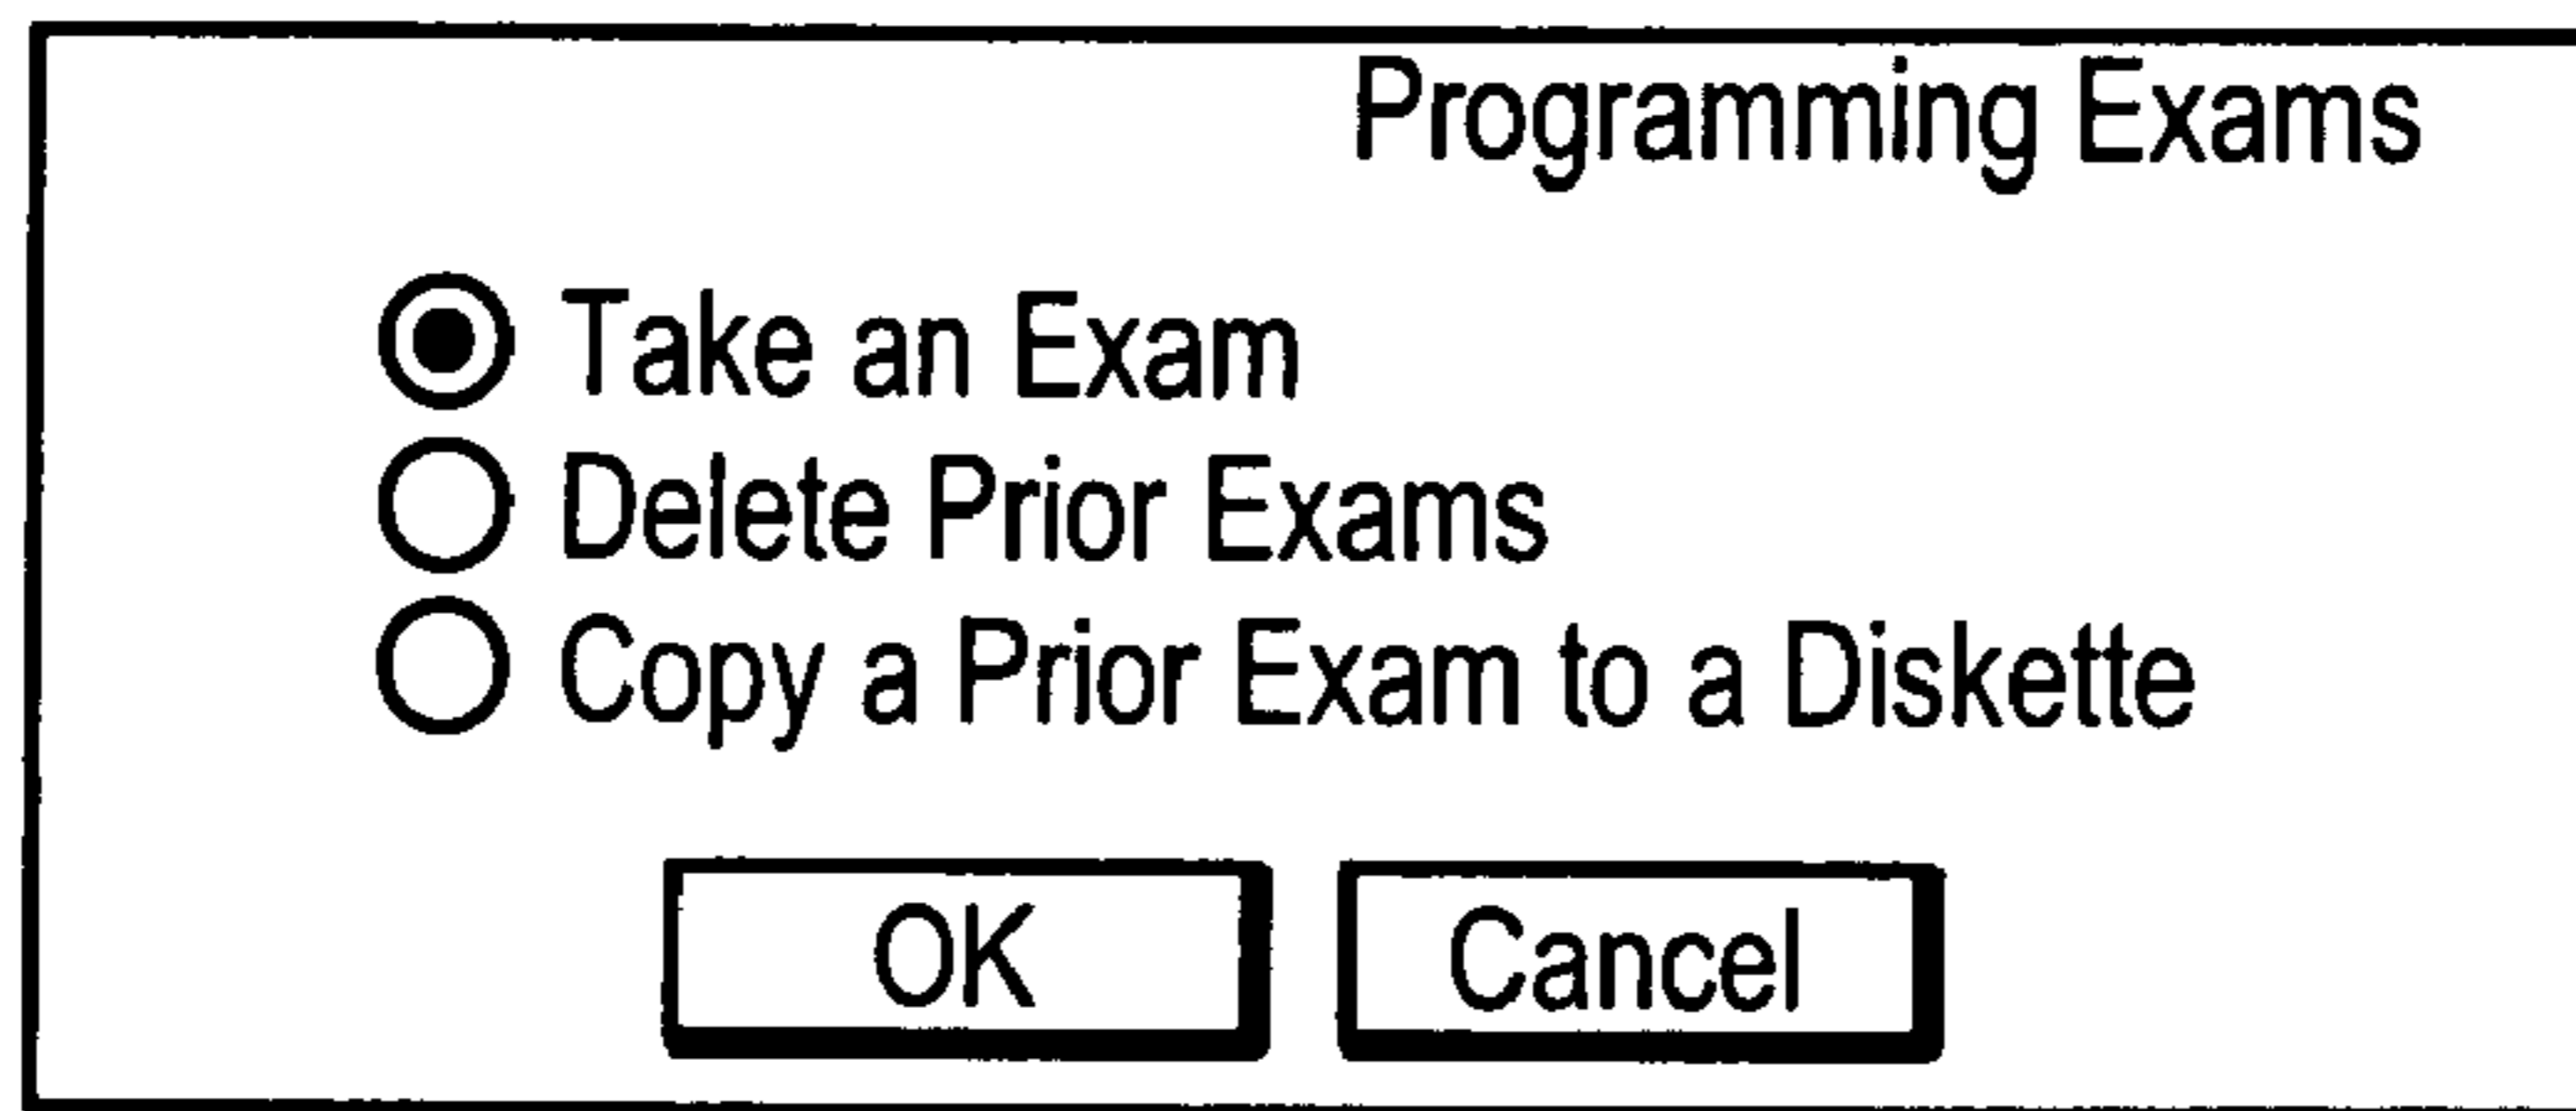 Programming Exams
Take an Exam
Delete Prior Exams
Copy a Prior Exam to a Diskette
OK Cancel